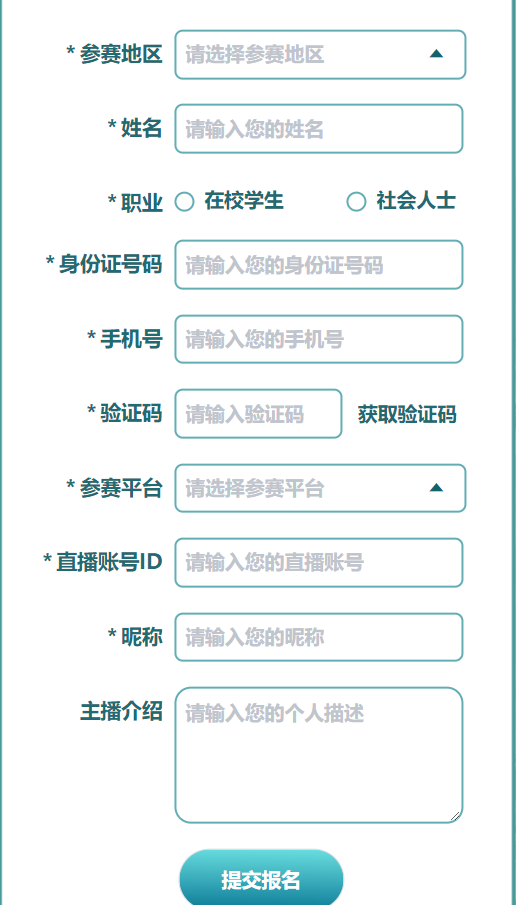 * 参赛地区 请选择参赛地区
* 姓名 请输入您的姓名
* 职业 在校学生 社会人士
* 身份证号码 请输入您的身份证号码
* 手机号 请输入您的手机号
* 验证码 请输入验证码 获取验证码
* 参赛平台 请选择参赛平台
* 直播账号ID 请输入您的直播账号
* 昵称 请输入您的昵称
主播介绍 请输入您的个人描述
提交报名